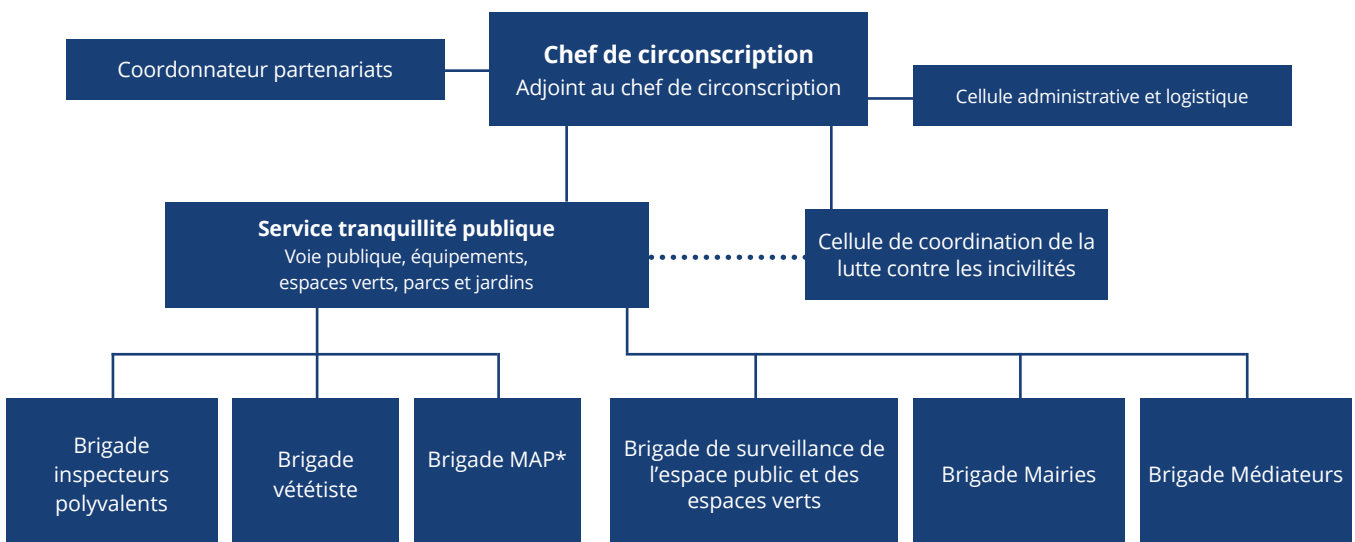 Chef de circonscription
Adjoint au chef de circonscription
Coordonnateur partenariats
Cellule administrative et logistique
Service tranquillité publique
Voie publique, équipements,
espaces verts, parcs et jardins
Cellule de coordination de la
lutte contre les incivilités
Brigade
inspecteurs
polyvalents
Brigade
vététiste
Brigade MAP*
Brigade de surveillance de
l’espace public et des
espaces verts
Brigade Mairies
Brigade Médiateurs